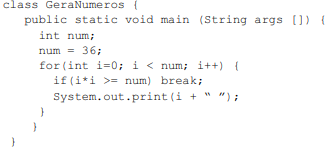 class GeraNumeros {
public static void main (String args []) {
int num;
num = 36;
for(int i=0; i < num; i++) {
if(i*i >= num) break;
System.out.print(i + “ ”);
}
}
}